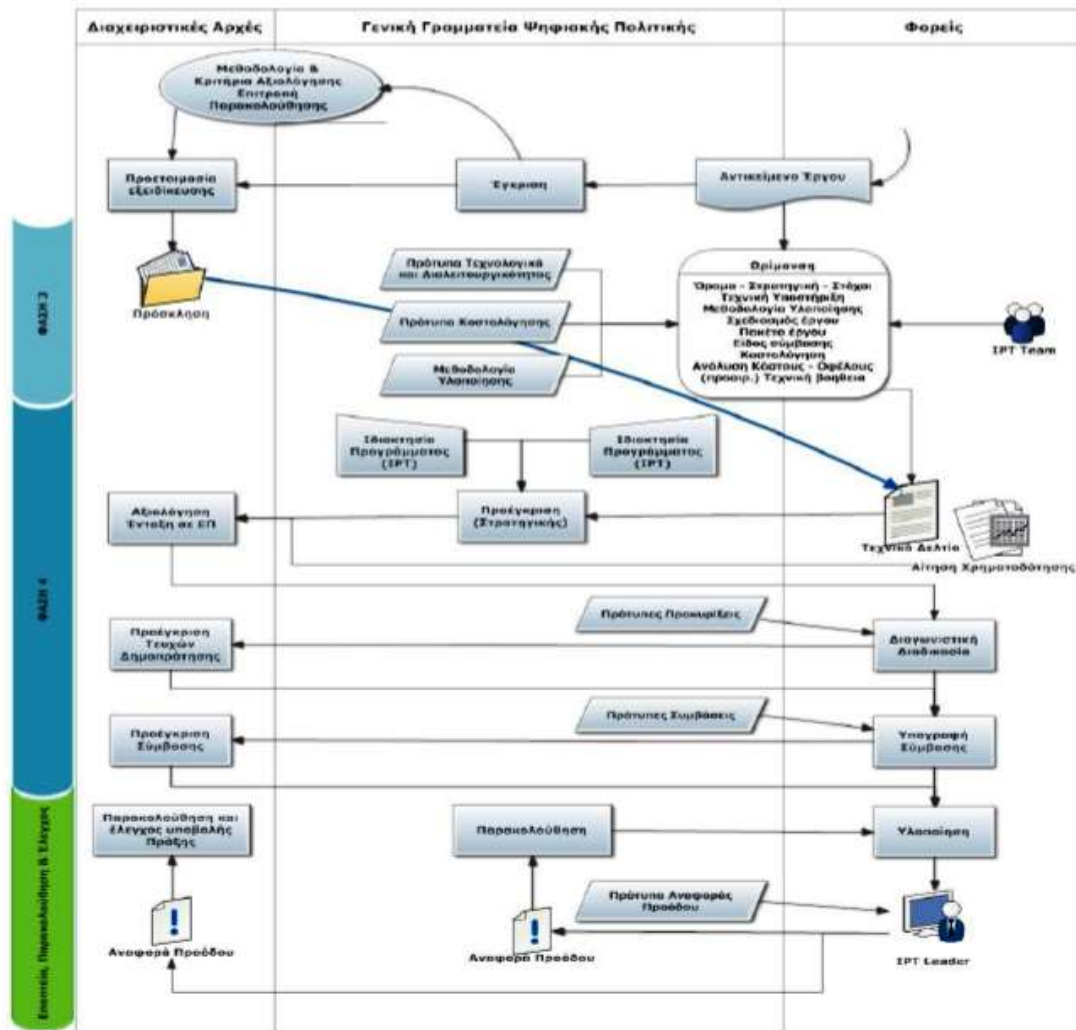 Διαχειριστικές Αρχές
Γενική Γραμματεία Ψηφιακής Πολιτικής
Φορείς
Μεθοδολογία &
Κριτήρια Αξιολόγησης
Επιτροπή
Παρακολούθησης
Προετοιμασία
εξειδίκευσης
Έγκριση
Αντικείμενο Έργου
ΦΑΣΗ 3
Πρόσκληση
Πρότυπα Τεχνολογικά
και Διαλειτουργικότητας
Πρότυπα Κοστολόγησης
Μεθοδολογία
Υλοποίησης
Ωρίμανση
Όραμα - Στρατηγική - Στόχοι
Τεχνική Υποστήριξη
Μεθοδολογία Υλοποίησης
Σχεδιασμός έργου
Πακέτα έργου
Είδος σύμβασης
Κοστολόγηση
Ανάλυση Κόστους - Οφέλους
(προαιρ.) Τεχνική βοήθεια
IPT Team
ΦΑΣΗ 4
Ιδιοκτησία
Προγράμματος
(IPT)
Ιδιοκτησία
Προγράμματος
(IPT)
Αξιολόγηση
Ένταξη σε ΕΠ
Προέγκριση
(Στρατηγικής)
Τεχνικό Δελτίο
Αίτηση Χρηματοδότησης
Πρότυπες Προκυρίξεις
Προέγκριση
Τευχών
Δημοπράτησης
Διαγωνιστική
Διαδικασία
Πρότυπες Συμβάσεις
Προέγκριση
Σύμβασης
Υπογραφή
Σύμβασης
Εποπτεία, Παρακολούθηση & Έλεγχος
Παρακολούθηση και
έλεγχος υποβολής
Πράξης
Παρακολούθηση
Υλοποίηση
Πρότυπα Αναφοράς
Προόδου
Αναφορά Προόδου
Αναφορά Προόδου
IPT Leader